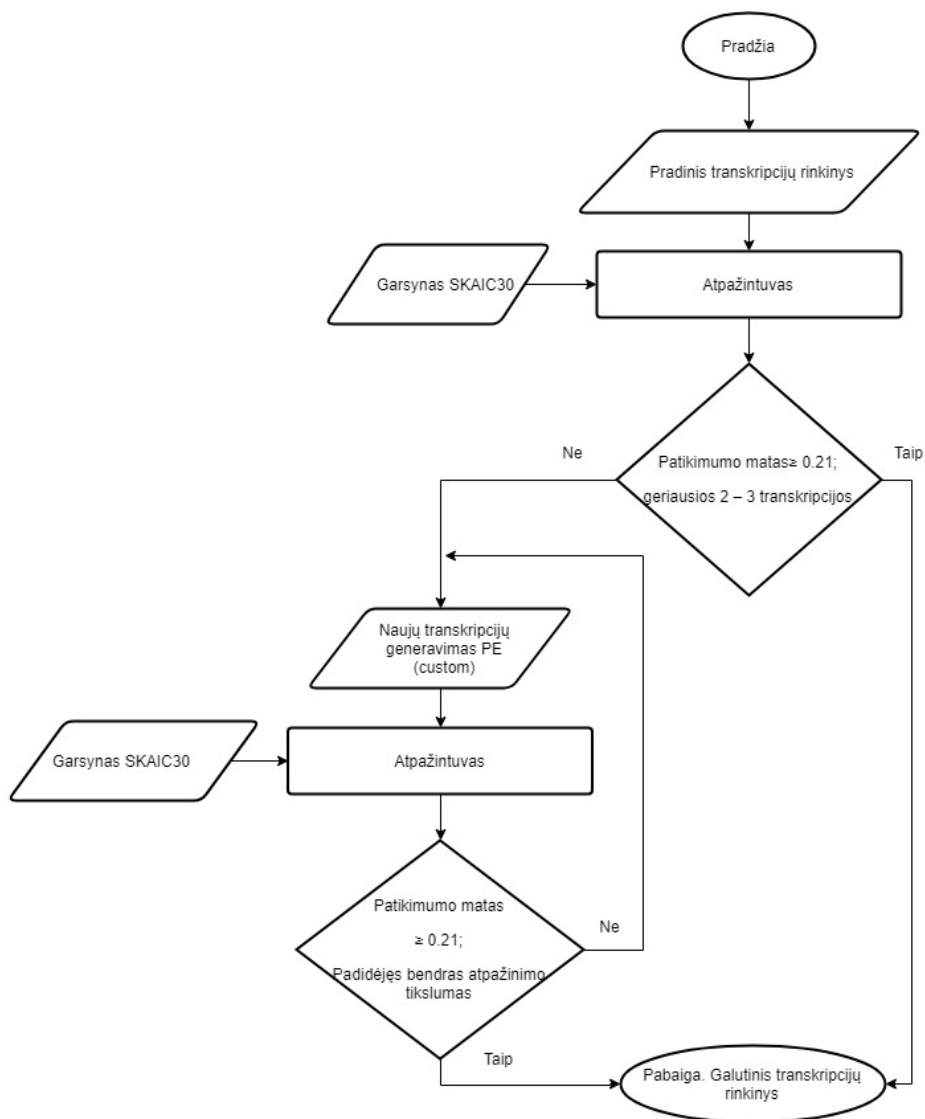 Pradžia
Pradinis transkripcijų rinkinys
Garsynas SKAIC30
Atpažintuvas
Ne
Taip
Patikimumo matas≥ 0.21;
geriausios 2 – 3 transkripcijos
Naujų transkripcijų
generavimas PE
(custom)
Garsynas SKAIC30
Atpažintuvas
Patikimumo matas
≥ 0.21;
Padidėjęs bendras atpažinimo
tikslumas
Ne
Taip
Pabaiga. Galutinis transkripcijų
rinkinys